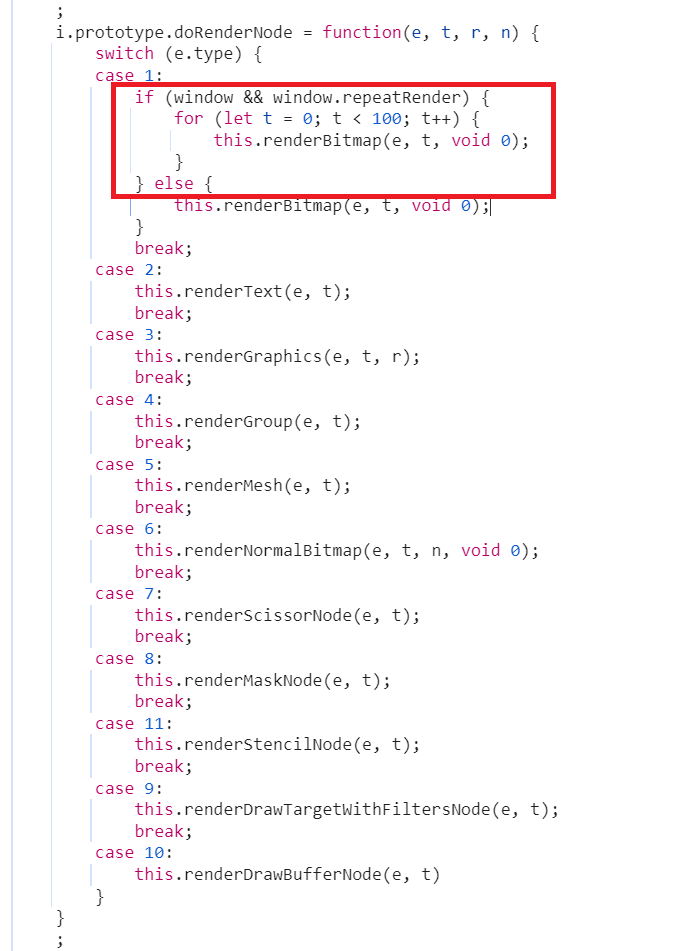 ;
i.prototype.doRenderNode = function(e, t, r, n) {
switch (e.type) {
case 1:
if (window && window.repeatRender) {
for (let t = 0; t < 100; t++) {
this.renderBitmap(e, t, void 0);
}
} else {
this.renderBitmap(e, t, void 0);
}
break;
case 2:
this.renderText(e, t);
break;
case 3:
this.renderGraphics(e, t, r);
break;
case 4:
this.renderGroup(e, t);
break;
case 5:
this.renderMesh(e, t);
break;
case 6:
this.renderNormalBitmap(e, t, n, void 0);
break;
case 7:
this.renderScissorNode(e, t);
break;
case 8:
this.renderMaskNode(e, t);
break;
case 11:
this.renderStencilNode(e, t);
break;
case 9:
this.renderDrawTargetWithFiltersNode(e, t);
break;
case 10:
this.renderDrawBufferNode(e, t)
}
}
;